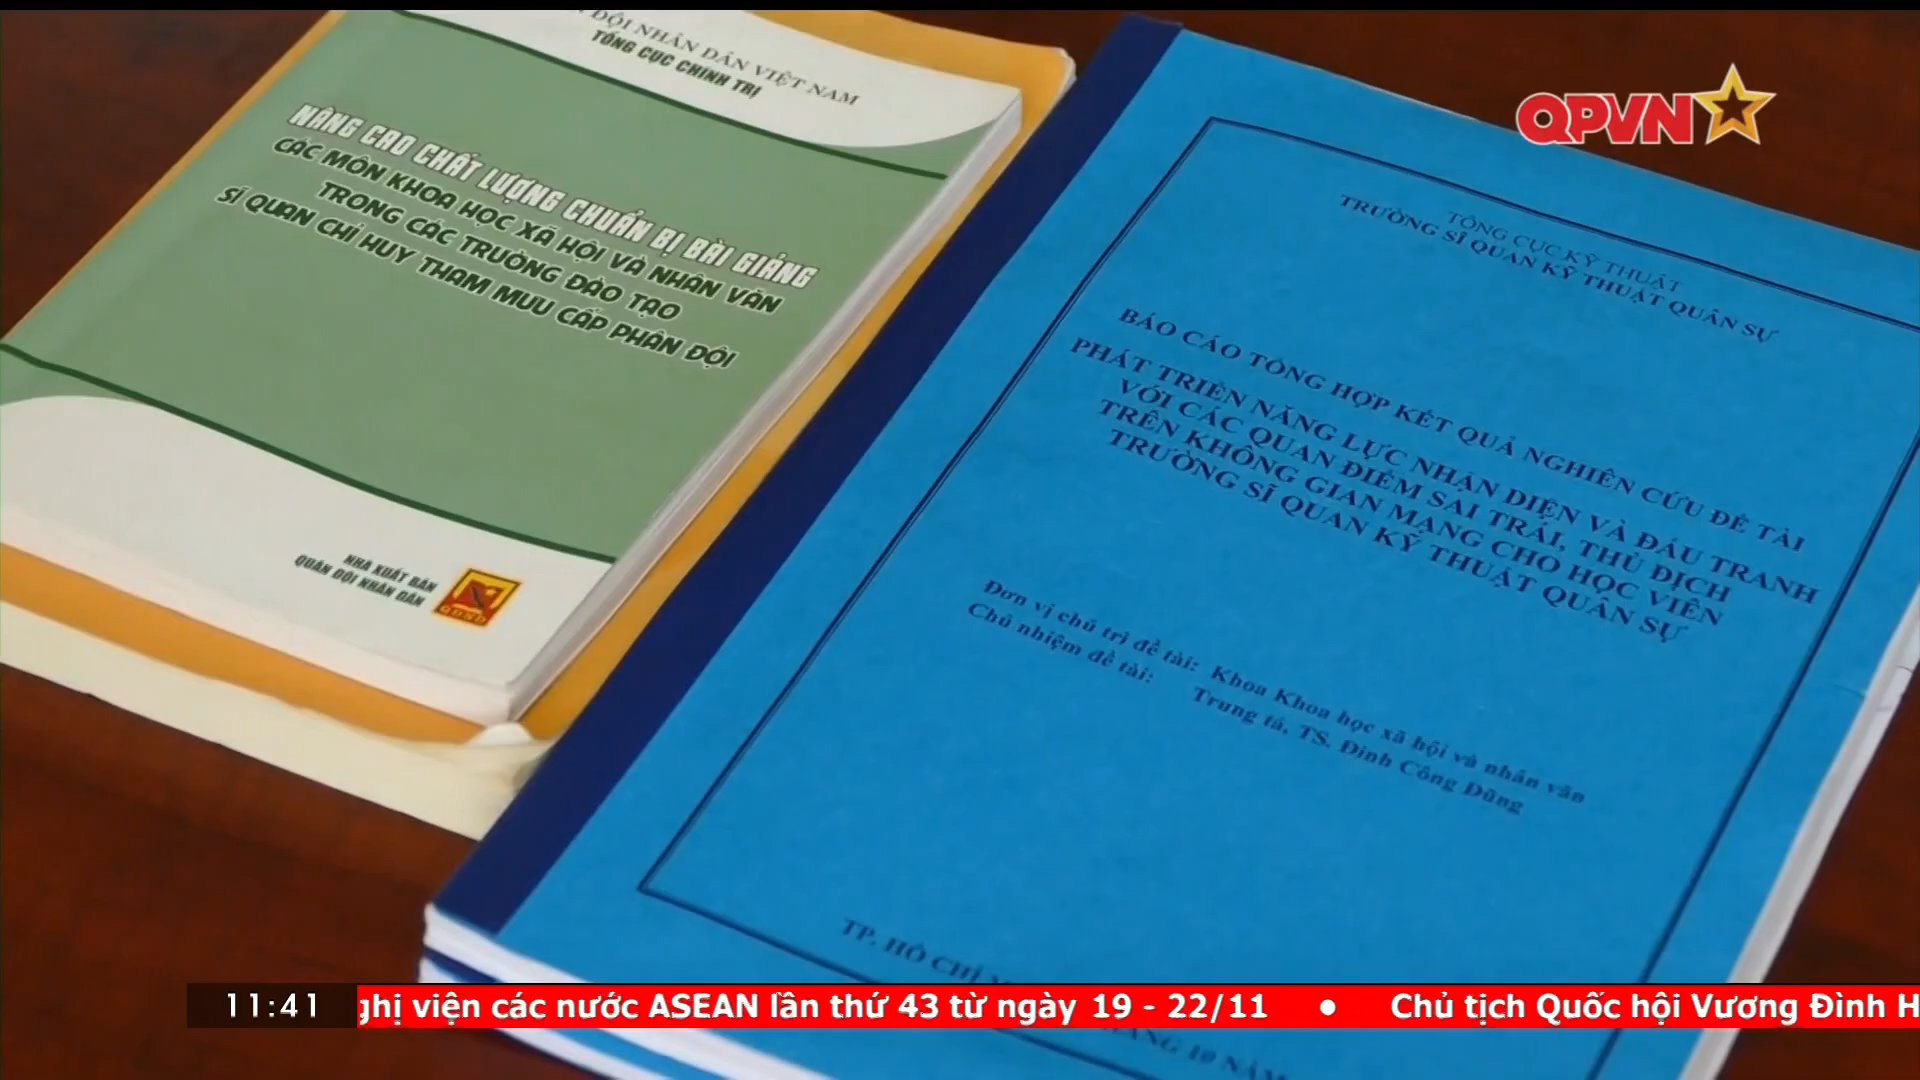 ĐỘI NHÂN DÂN VIỆT NAM
TỔNG CỤC CHÍNH TRỊ
NÂNG CAO CHẤT LƯỢNG CHUẨN BỊ BÀI GIẢNG
CÁC MÔN KHOA HỌC XÃ HỘI VÀ NHÂN VĂN
TRONG CÁC TRƯỜNG ĐÀO TẠO
SĨ QUAN CHỈ HUY THAM MƯU CẤP PHÂN ĐỘI
NHÀ XUẤT BẢN
QUÂN ĐỘI NHÂN DÂN
QĐND
QPVN
TỔNG CỤC KỸ THUẬT
TRƯỜNG SĨ QUAN KỸ THUẬT QUÂN SỰ
BÁO CÁO TỔNG HỢP KẾT QUẢ NGHIÊN CỨU ĐỀ TÀI
PHÁT TRIỂN NĂNG LỰC NHẬN DIỆN VÀ ĐẤU TRANH
VỚI CÁC QUAN ĐIỂM SAI TRÁI, THÙ ĐỊCH
TRÊN KHÔNG GIAN MẠNG CHO HỌC VIÊN
TRƯỜNG SĨ QUAN KỸ THUẬT QUÂN SỰ
Đơn vị chủ trì đề tài: Khoa Khoa học xã hội và nhân văn
Chủ nhiệm đề tài: Trung tá, TS. Đinh Công Dũng
TP. HỒ CHÍ
10 NĂM
11:41
nghị viện các nước ASEAN lần thứ 43 từ ngày 19 - 22/11 • Chủ tịch Quốc hội Vương Đình H